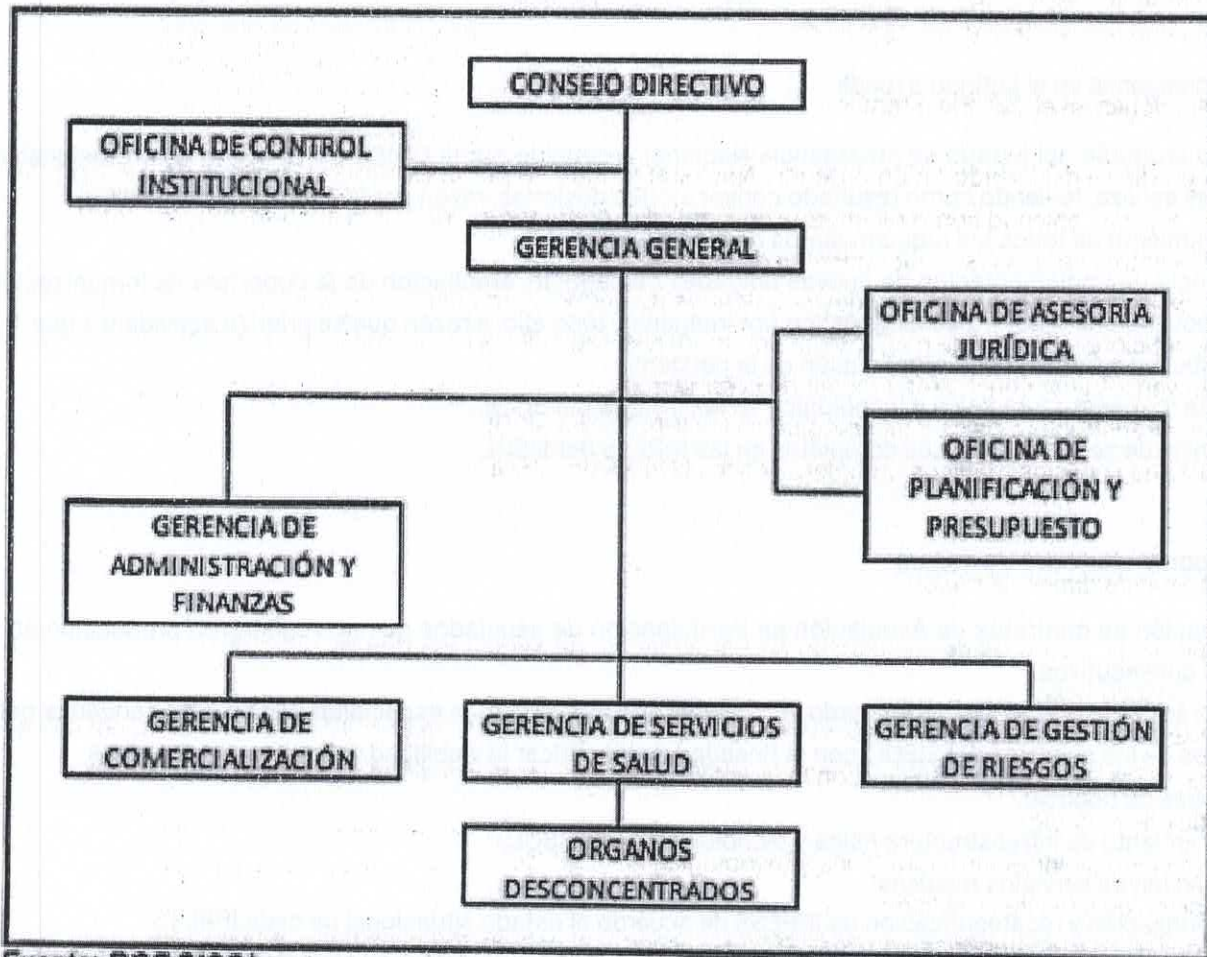 CONSEJO DIRECTIVO
OFICINA DE CONTROL
INSTITUCIONAL
GERENCIA GENERAL
OFICINA DE ASESORÍA
JURÍDICA
OFICINA DE
PLANIFICACIÓN Y
PRESUPUESTO
GERENCIA DE
ADMINISTRACIÓN Y
FINANZAS
GERENCIA DE
COMERCIALIZACIÓN
GERENCIA DE SERVICIOS
DE SALUD
GERENCIA DE GESTIÓN
DE RIESGOS
ORGANOS
DESCONCENTRADOS